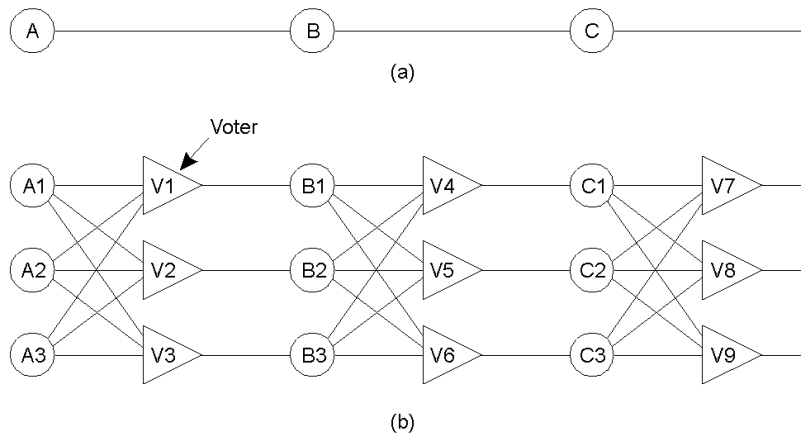 A B C
(a)
Voter
A1 V1 B1 V4 C1 V7
A2 V2 B2 V5 C2 V8
A3 V3 B3 V6 C3 V9
(b)